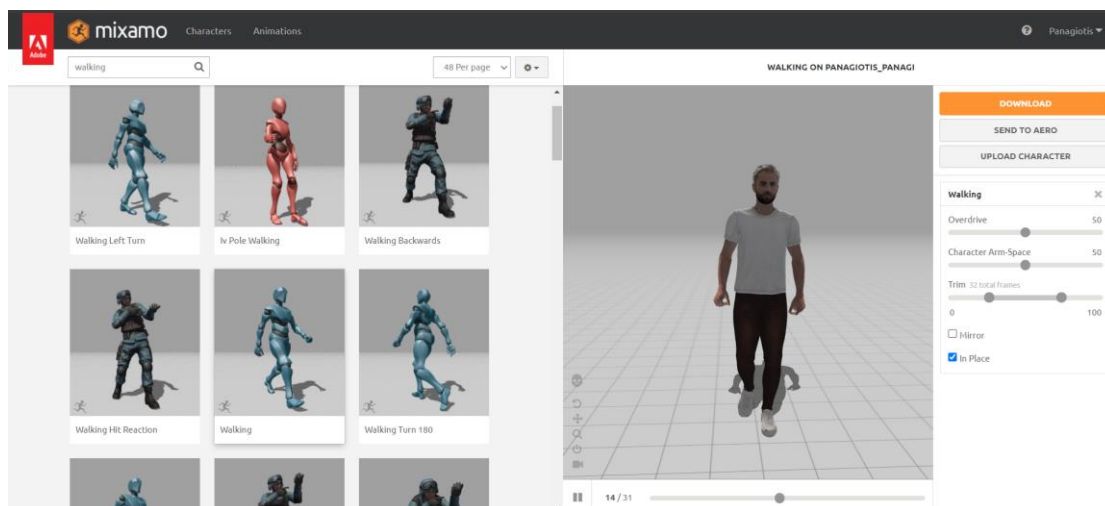 mixamo
Characters
Animations
Panagiotis
Adobe
walking
48 Per page
WALKING ON PANAGIOTIS_PANAGI
Walking Left Turn
Iv Pole Walking
Walking Backwards
Walking Hit Reaction
Walking
Walking Turn 180
14 / 31
DOWNLOAD
SEND TO AERO
UPLOAD CHARACTER
Walking
Overdrive 50
Character Arm-Space 50
Trim 32 total frames
0 100
Mirror
In Place